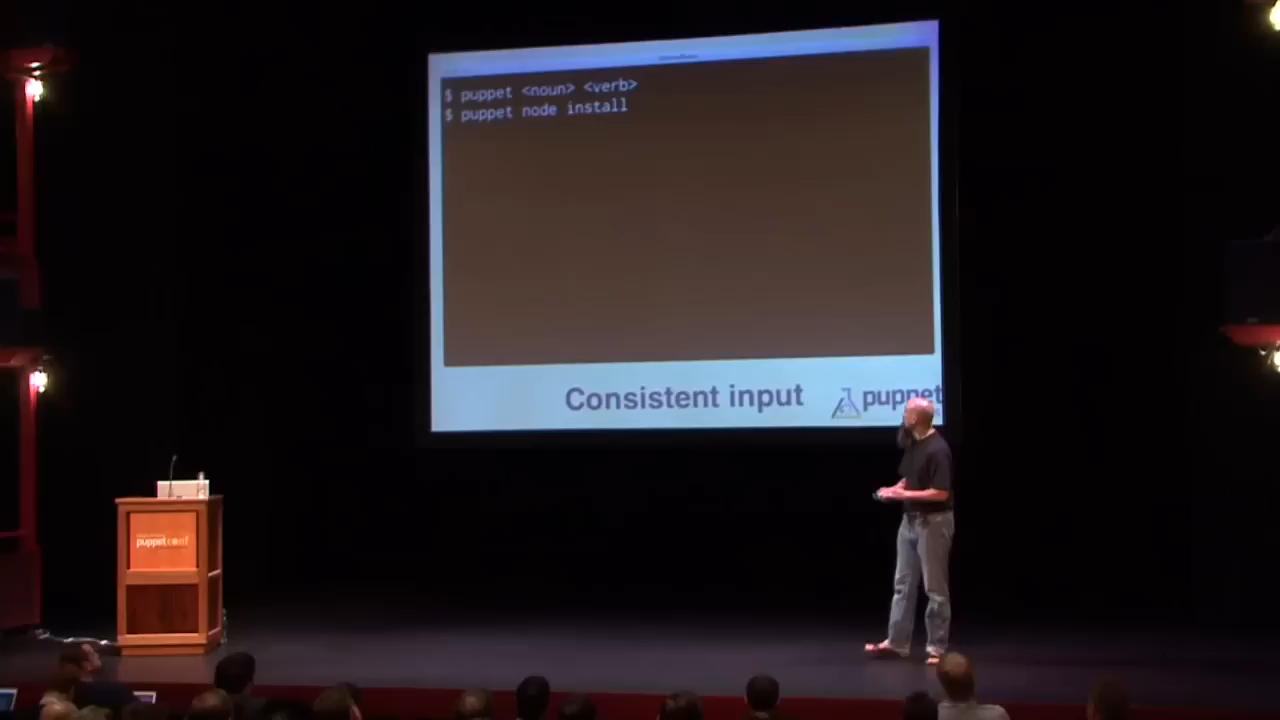 $ puppet <noun> <verb>
$ puppet node install
Consistent input
puppet
puppetconf